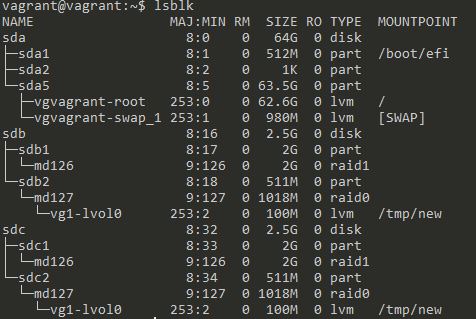 vagrant@vagrant:~$ lsblk
NAME                 MAJ:MIN RM  SIZE RO TYPE  MOUNTPOINT
sda                    8:0    0   64G  0 disk
├─sda1                 8:1    0  512M  0 part  /boot/efi
├─sda2                 8:2    0    1K  0 part
└─sda5                 8:5    0 63.5G  0 part
  ├─vgvagrant-root   253:0    0 62.6G  0 lvm   /
  └─vgvagrant-swap_1 253:1    0  980M  0 lvm   [SWAP]
sdb                    8:16   0  2.5G  0 disk
├─sdb1                 8:17   0    2G  0 part
│ └─md126              9:126  0    2G  0 raid1
└─sdb2                 8:18   0  511M  0 part
  └─md127              9:127  0 1018M  0 raid0
    └─vg1-lvol0      253:2    0  100M  0 lvm   /tmp/new
sdc                    8:32   0  2.5G  0 disk
├─sdc1                 8:33   0    2G  0 part
│ └─md126              9:126  0    2G  0 raid1
└─sdc2                 8:34   0  511M  0 part
  └─md127              9:127  0 1018M  0 raid0
    └─vg1-lvol0      253:2    0  100M  0 lvm   /tmp/new